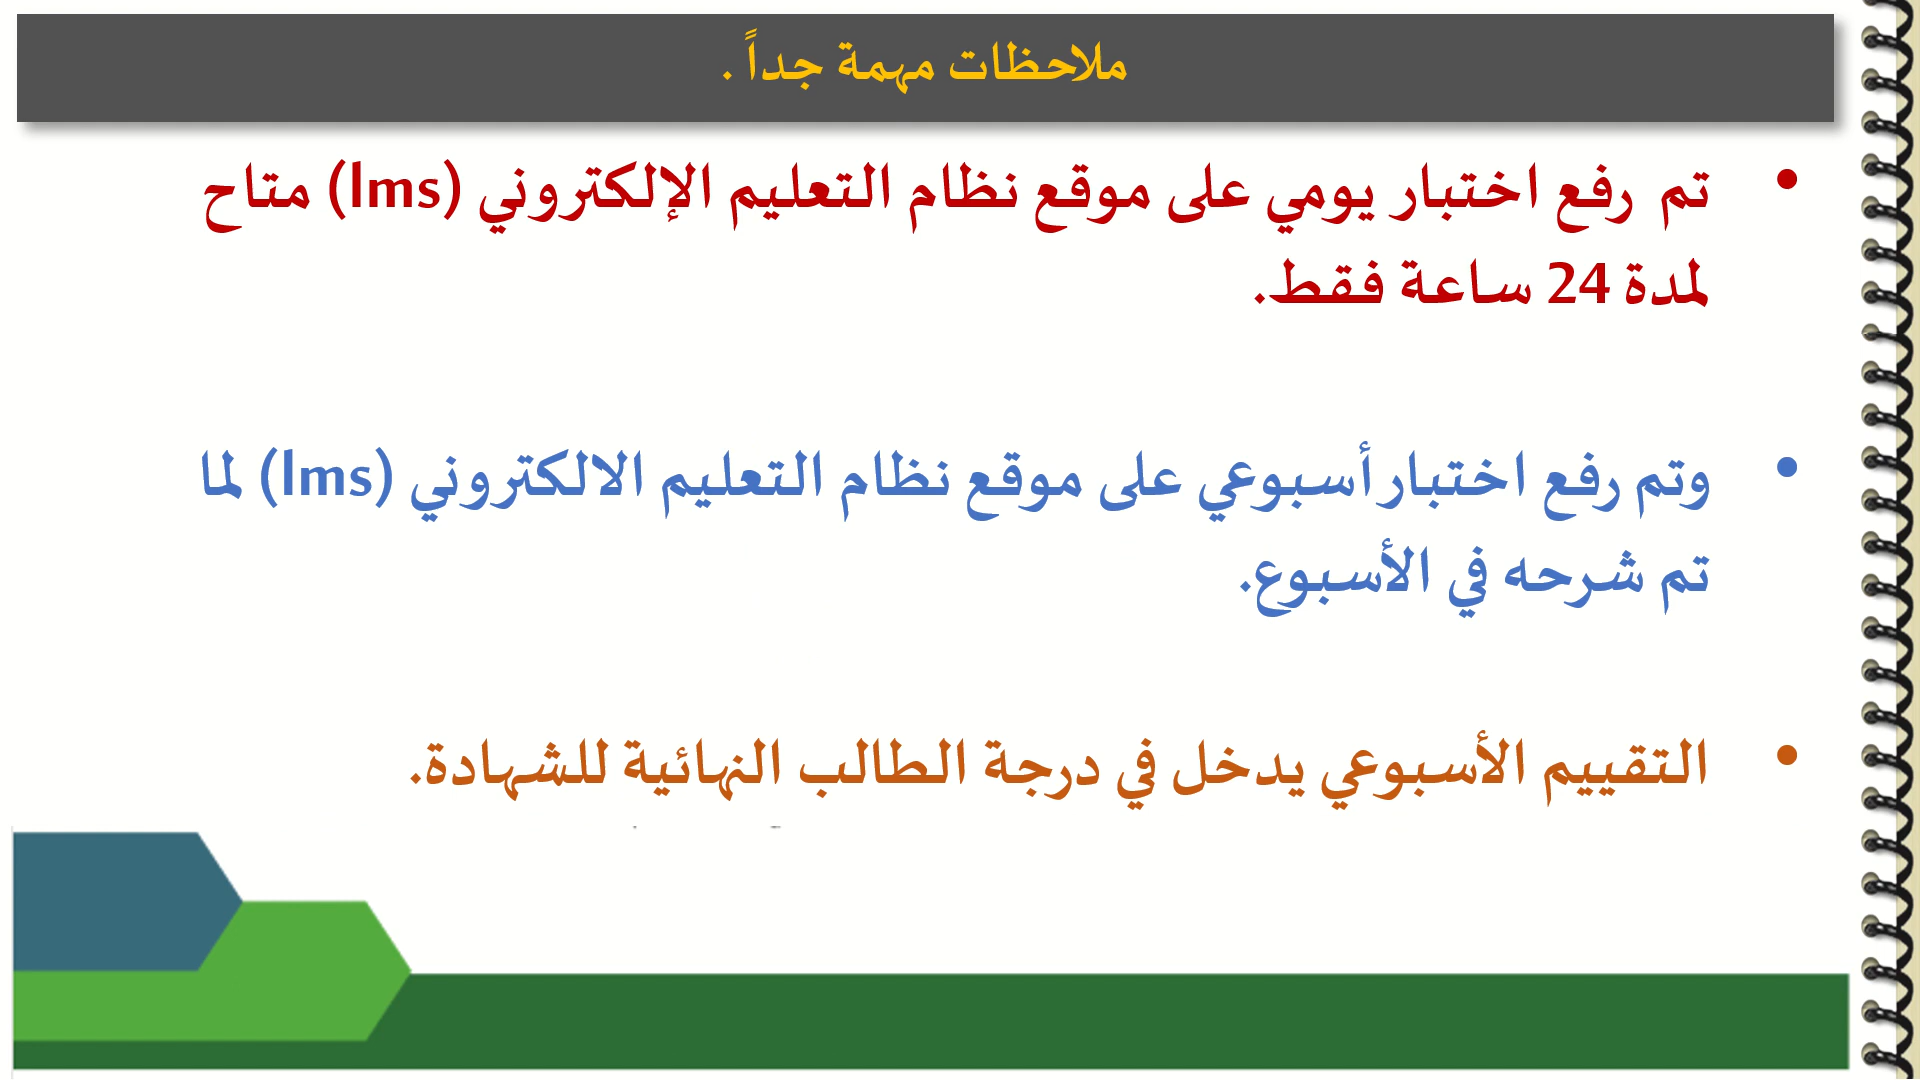 ملاحظات مهمة جداً .
• تم رفع اختبار يومي على موقع نظام التعليم الإلكتروني (lms) متاح
لمدة 24 ساعة فقط.
• وتم رفع اختبار أسبوعي على موقع نظام التعليم الالكتروني (lms) لما
تم شرحه في الأسبوع.
• التقييم الأسبوعي يدخل في درجة الطالب النهائية للشهادة.